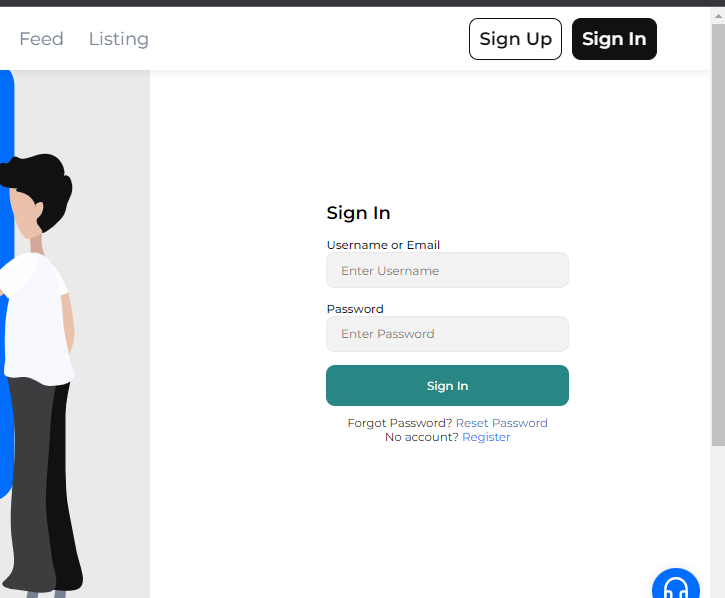 Feed Listing Sign Up Sign In
Sign In
Username or Email
Enter Username
Password
Enter Password
Sign In
Forgot Password? Reset Password
No account? Register